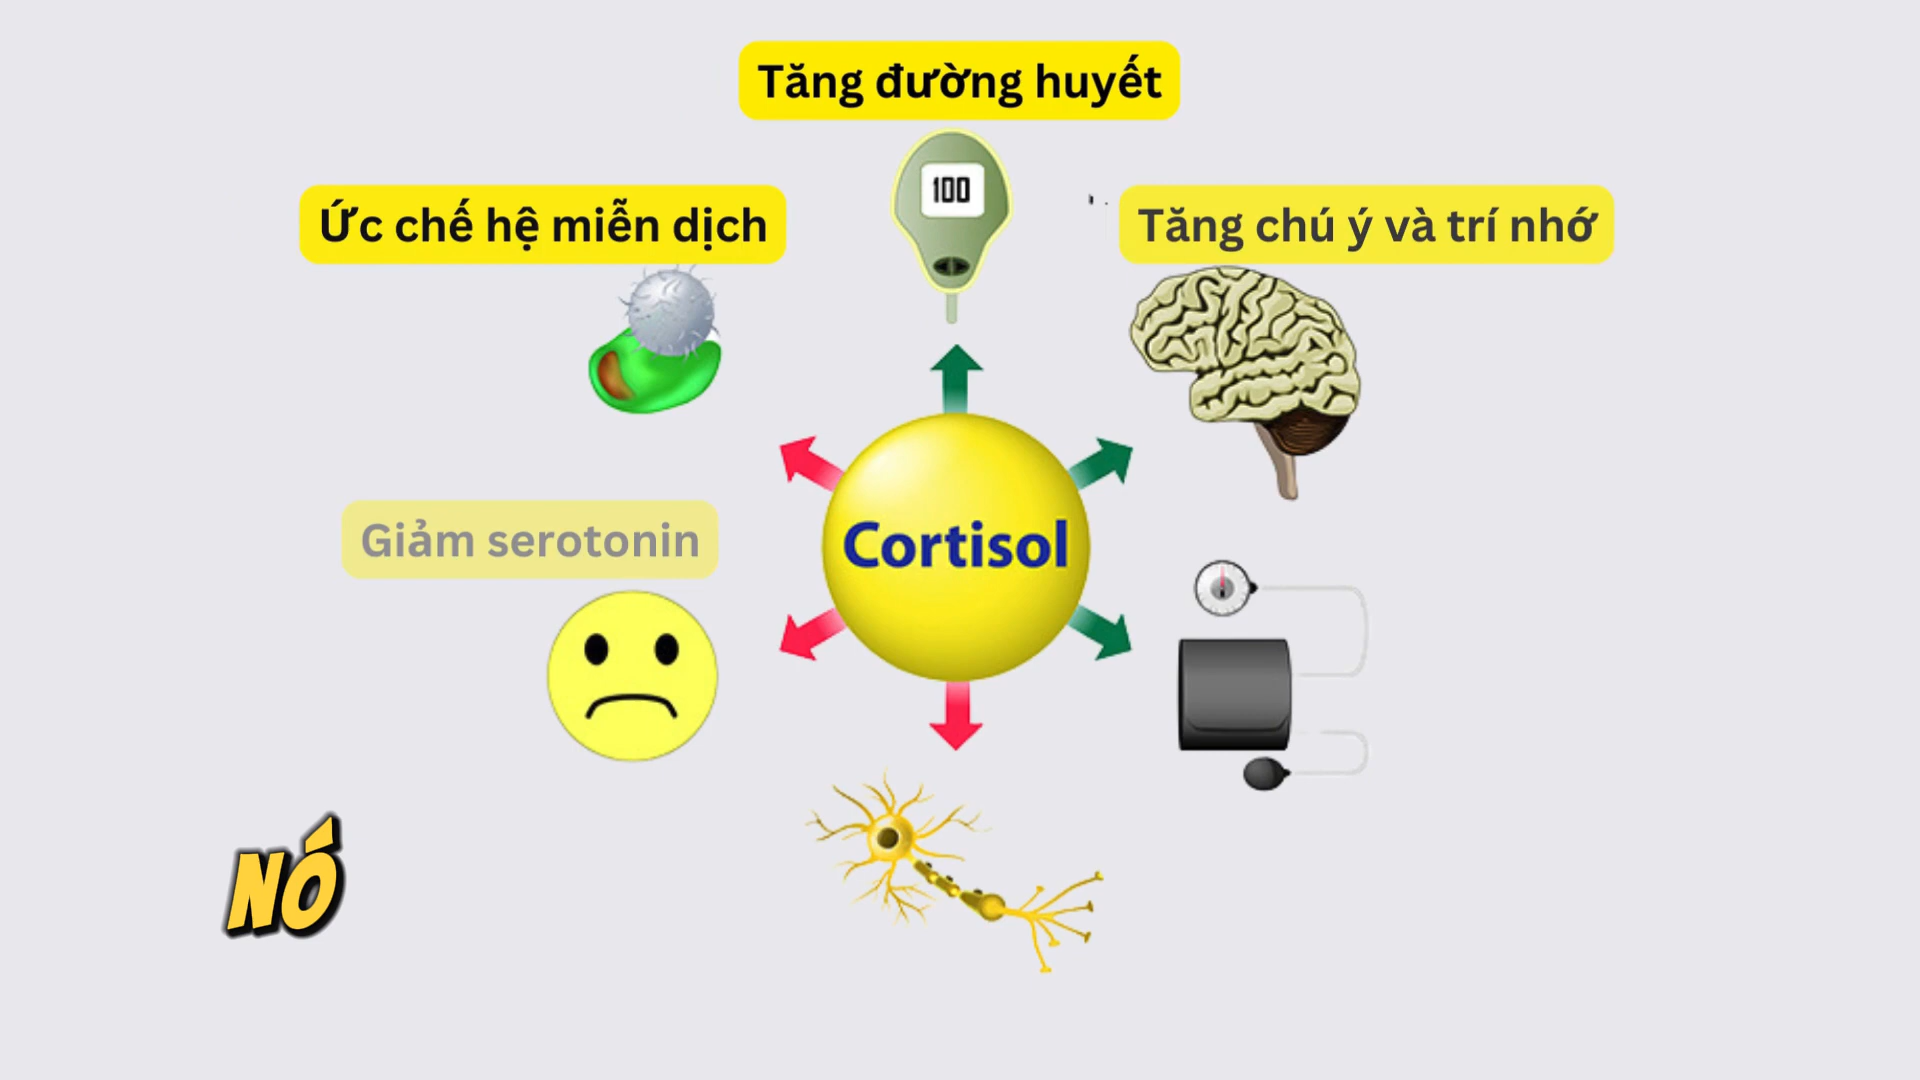 Tăng đường huyết
100
Ức chế hệ miễn dịch
Tăng chú ý và trí nhớ
Giảm serotonin
Cortisol
NÓ